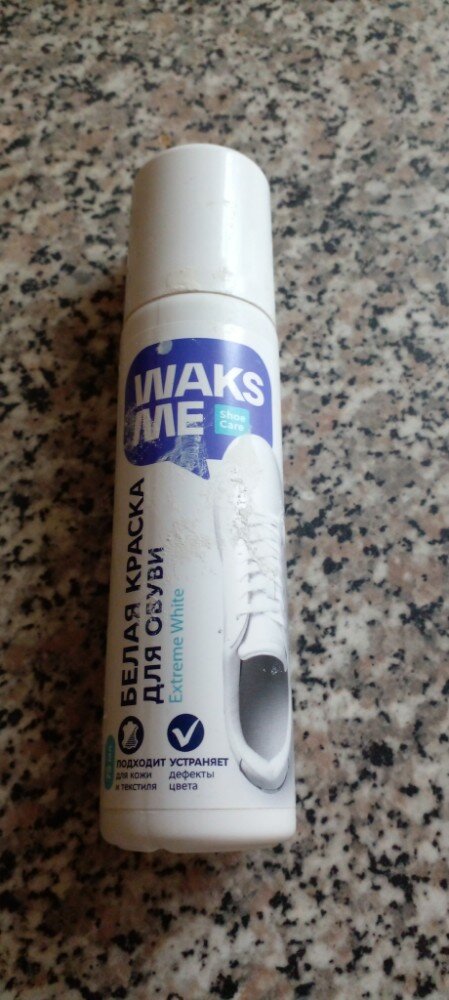 WAKS
ME
Shoe
Care
БЕЛАЯ КРАСКА
ДЛЯ ОБУВИ
Extreme White
ПОДХОДИТ
для кожи
и текстиля
УСТРАНЯЕТ
дефекты
цвета